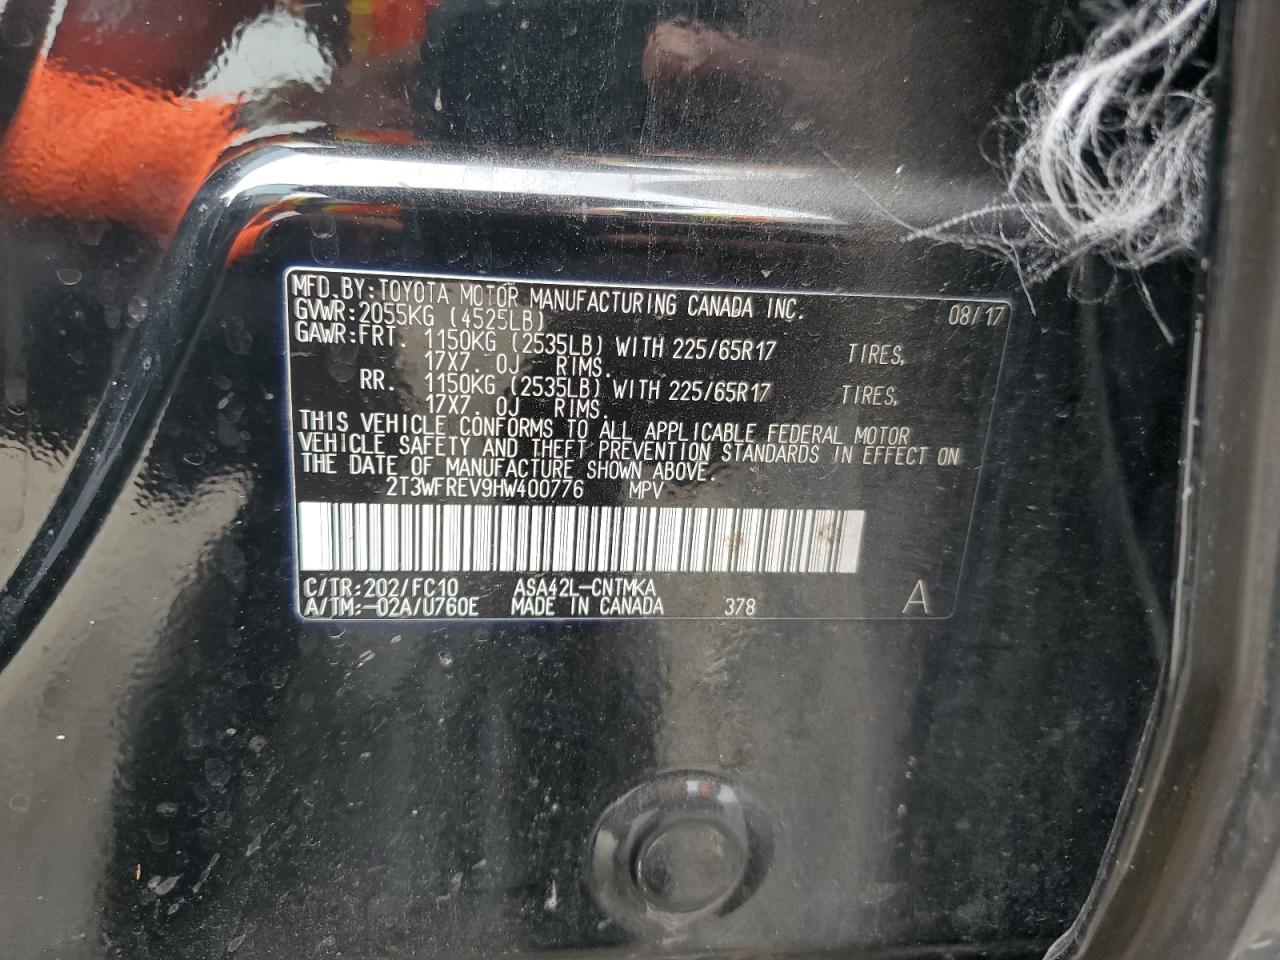 MFD.BY:TOYOTA MOTOR MANUFACTURING CANADA INC. 08/17
GVWR:2055KG (4525LB)
GAWR:FRT. 1150KG (2535LB) WITH 225/65R17 TIRES,
17X7. 0J RIMS.
RR. 1150KG (2535LB) WITH 225/65R17 TIRES,
17X7. 0J RIMS.
THIS VEHICLE CONFORMS TO ALL APPLICABLE FEDERAL MOTOR
VEHICLE SAFETY AND THEFT PREVENTION STANDARDS IN EFFECT ON
THE DATE OF MANUFACTURE SHOWN ABOVE.
2T3WFREV9HW400776 MPV
C/TR:202/FC10 ASA42L-CNTMKA
A/TM:-02A/U760E MADE IN CANADA 378 A